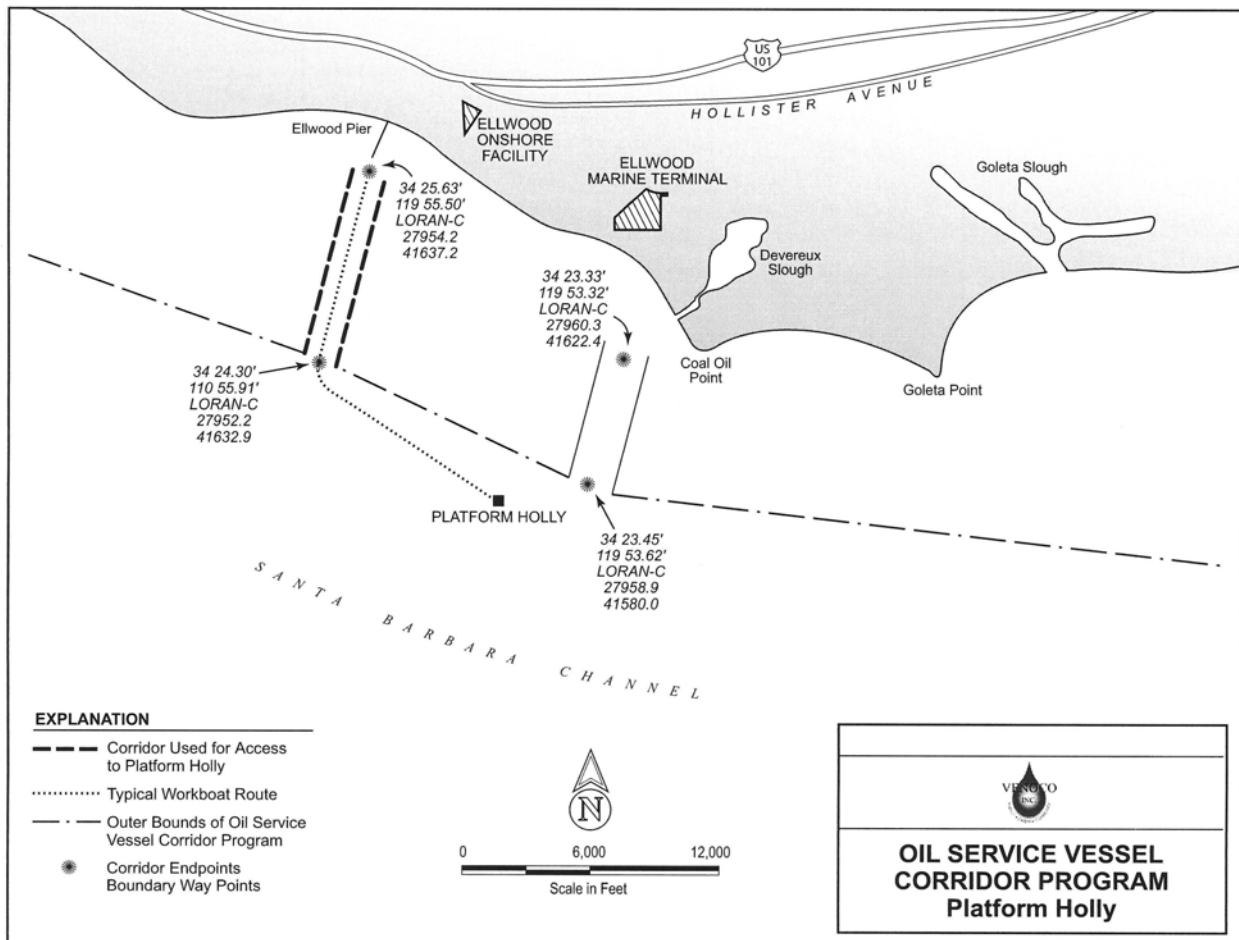 US
101
HOLLISTER AVENUE
Ellwood Pier
ELLWOOD
ONSHORE
FACILITY
ELLWOOD
MARINE TERMINAL
Goleta Slough
34 25.63'
119 55.50'
LORAN-C
27954.2
41637.2
Devereux
Slough
34 23.33'
119 53.32'
LORAN-C
27960.3
41622.4
34 24.30'
110 55.91'
LORAN-C
27952.2
41632.9
Coal Oil
Point
Goleta Point
PLATFORM HOLLY
34 23.45'
119 53.62'
LORAN-C
27958.9
41580.0
SANTA BARBARA CHANNEL
EXPLANATION
Corridor Used for Access
to Platform Holly
Typical Workboat Route
Outer Bounds of Oil Service
Vessel Corridor Program
Corridor Endpoints
Boundary Way Points
N
0 6,000 12,000
Scale in Feet
VENOCO
INC.
OIL SERVICE VESSEL
CORRIDOR PROGRAM
Platform Holly